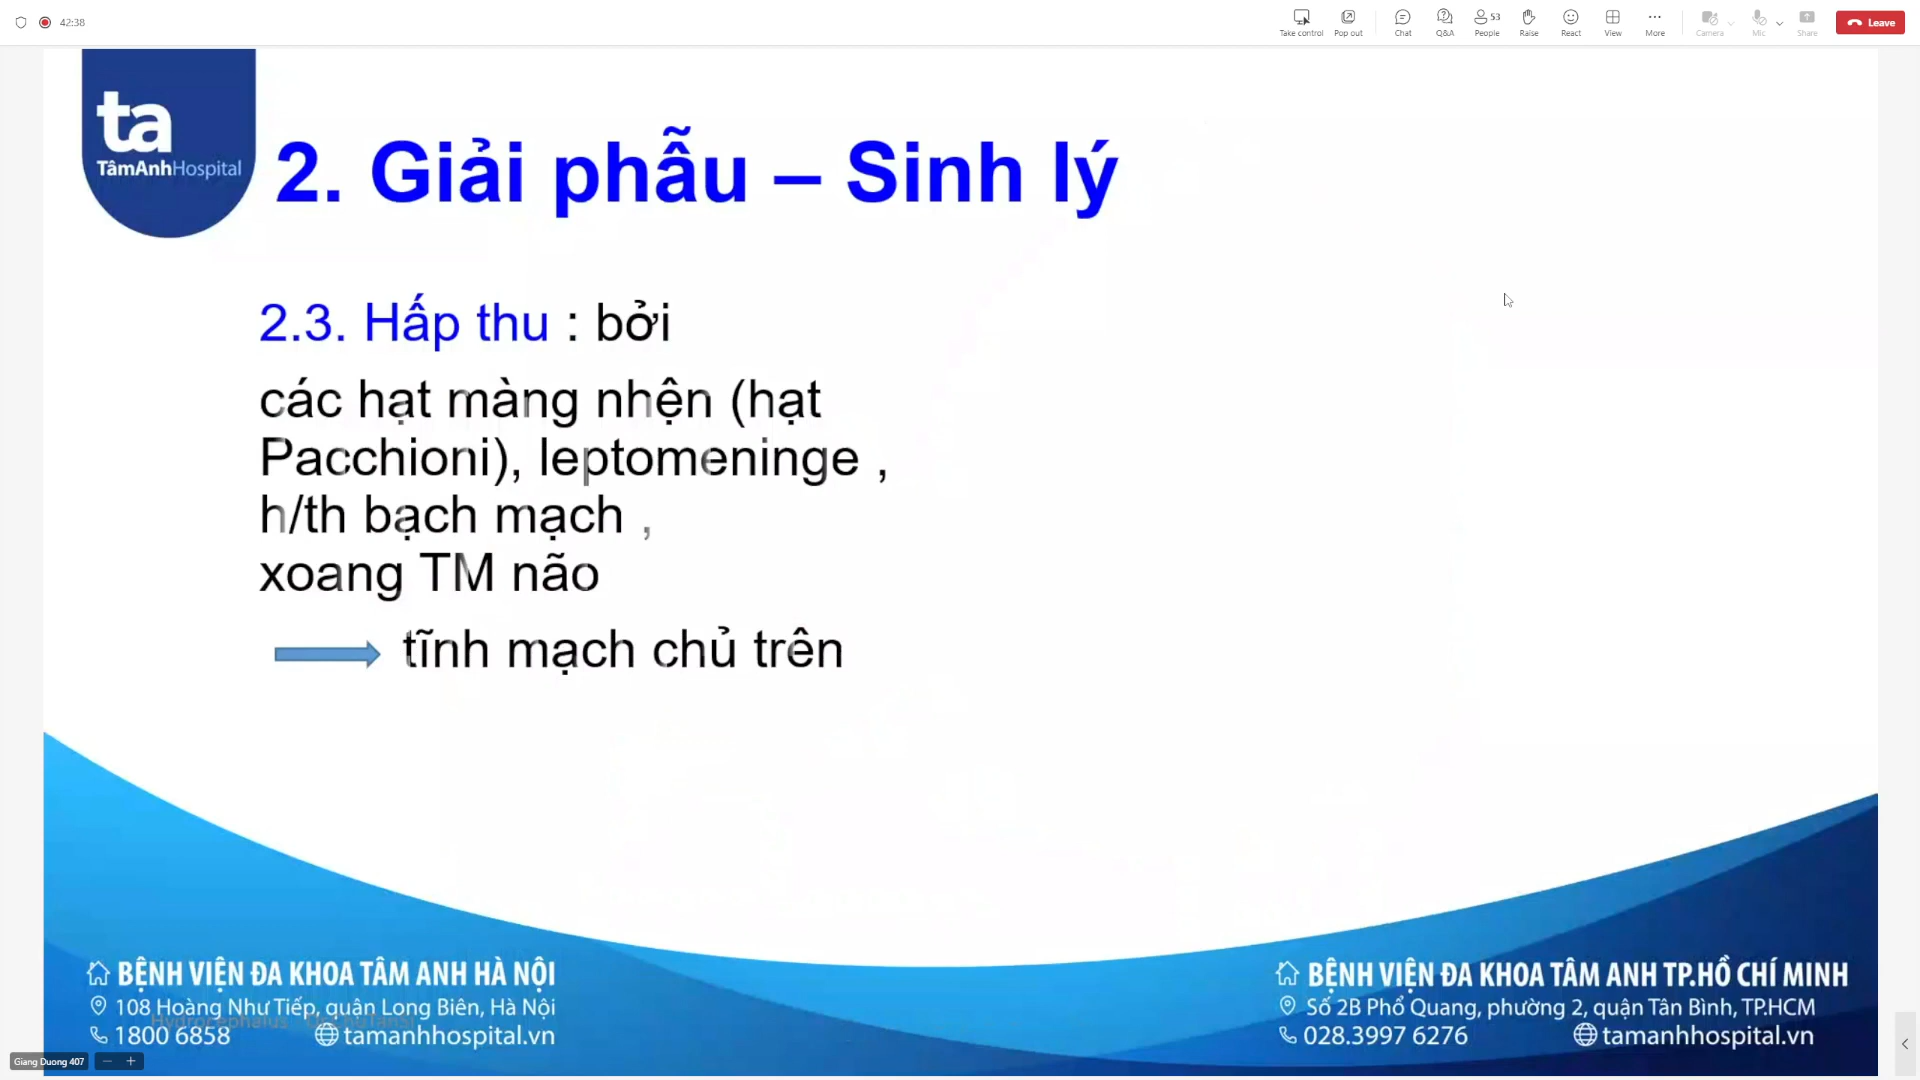 42:38
Take control
Pop out
Chat
Q&A
53
People
Raise
React
View
More
Camera
Mic
Share
Leave
ta
TâmAnhHospital
2. Giải phẫu – Sinh lý
2.3. Hấp thu : bởi
các hạt màng nhện (hạt
Pacchioni), leptomeninge ,
h/th bạch mạch ,
xoang TM não
tĩnh mạch chủ trên
BỆNH VIỆN ĐA KHOA TÂM ANH HÀ NỘI
108 Hoàng Như Tiếp, quận Long Biên, Hà Nội
Hydrocephalus
1800 6858
tamanhhospital.vn
BỆNH VIỆN ĐA KHOA TÂM ANH TP.HỒ CHÍ MINH
Số 2B Phổ Quang, phường 2, quận Tân Bình, TP.HCM
028.3997 6276
tamanhhospital.vn
Giang Duong 407